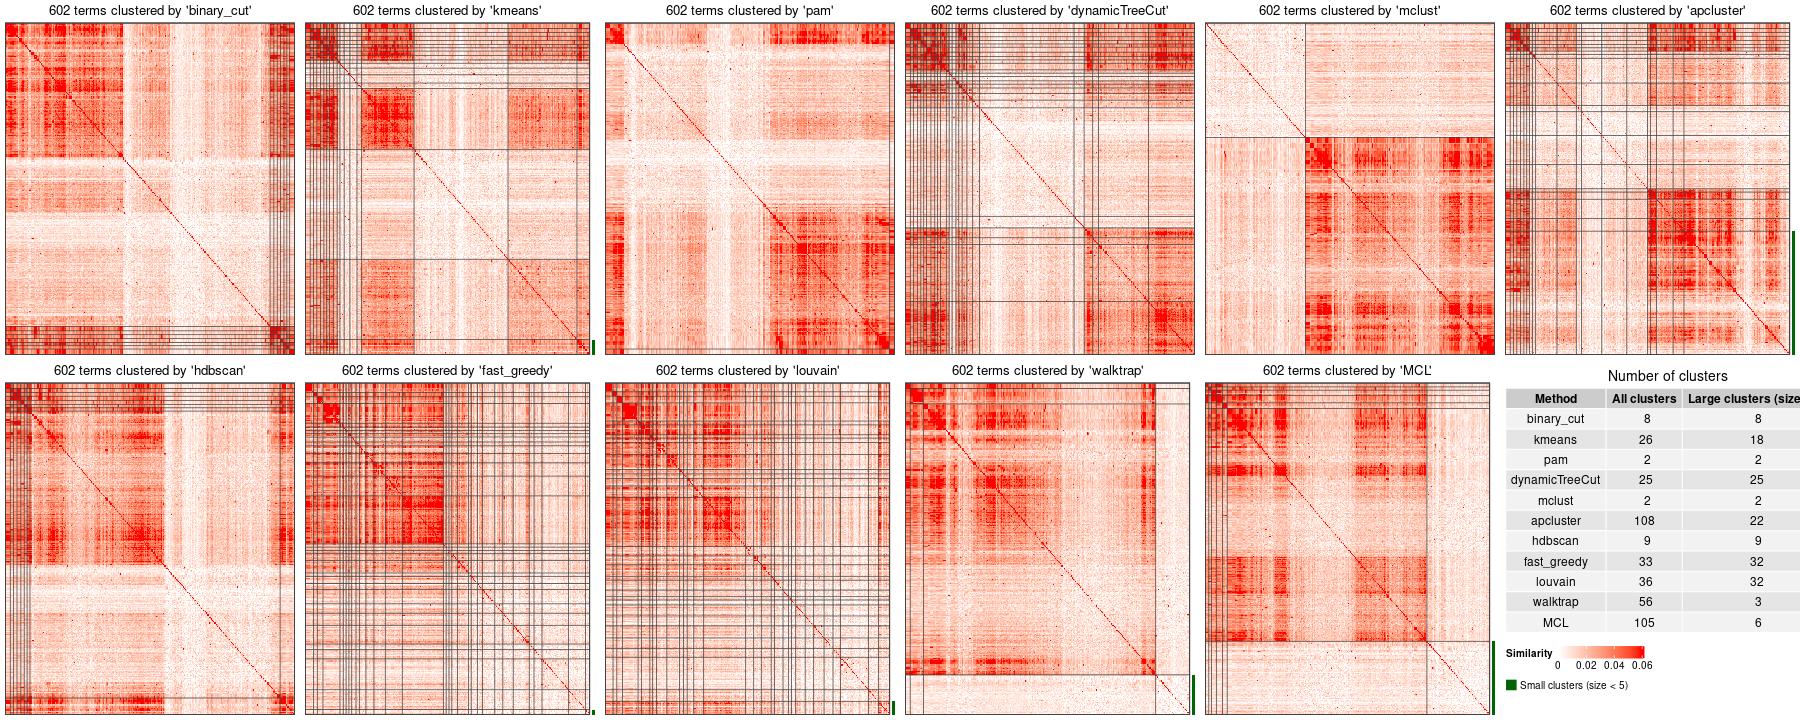 602 terms clustered by 'binary_cut'
602 terms clustered by 'kmeans'
602 terms clustered by 'pam'
602 terms clustered by 'dynamicTreeCut'
602 terms clustered by 'mclust'
602 terms clustered by 'apcluster'
602 terms clustered by 'hdbscan'
602 terms clustered by 'fast_greedy'
602 terms clustered by 'louvain'
602 terms clustered by 'walktrap'
602 terms clustered by 'MCL'
Number of clusters
Method All clusters Large clusters (size
binary_cut 8 8
kmeans 26 18
pam 2 2
dynamicTreeCut 25 25
mclust 2 2
apcluster 108 22
hdbscan 9 9
fast_greedy 33 32
louvain 36 32
walktrap 56 3
MCL 105 6
Similarity
0 0.02 0.04 0.06
Small clusters (size < 5)